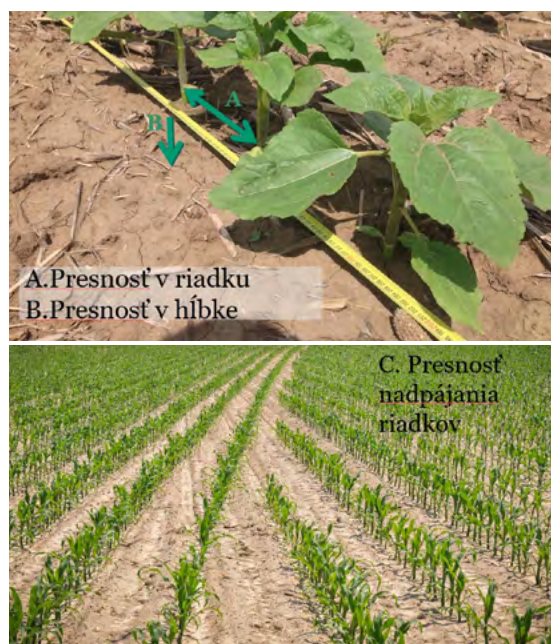 A
B
A.Presnosť v riadku
B.Presnosť v hĺbke
C. Presnosť
nadpájania
riadkov